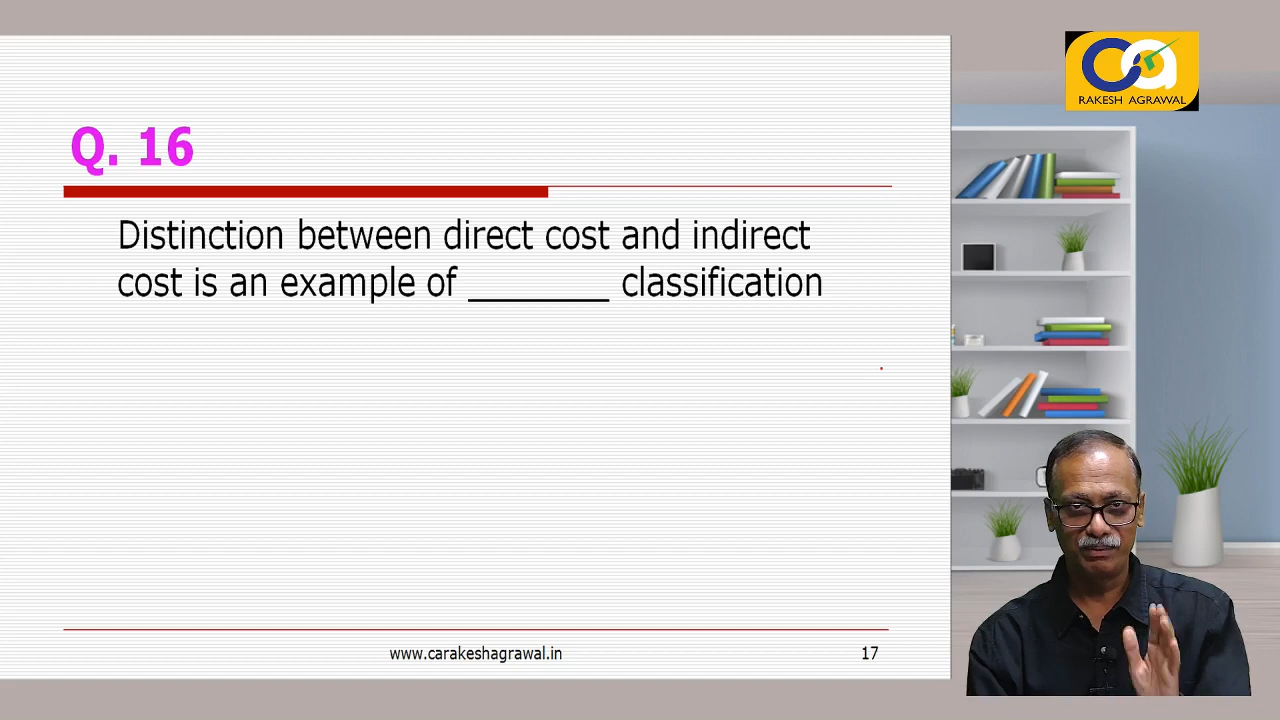 RAKESH AGRAWAL
Q. 16
Distinction between direct cost and indirect
cost is an example of ________ classification
www.carakeshagrawal.in
17